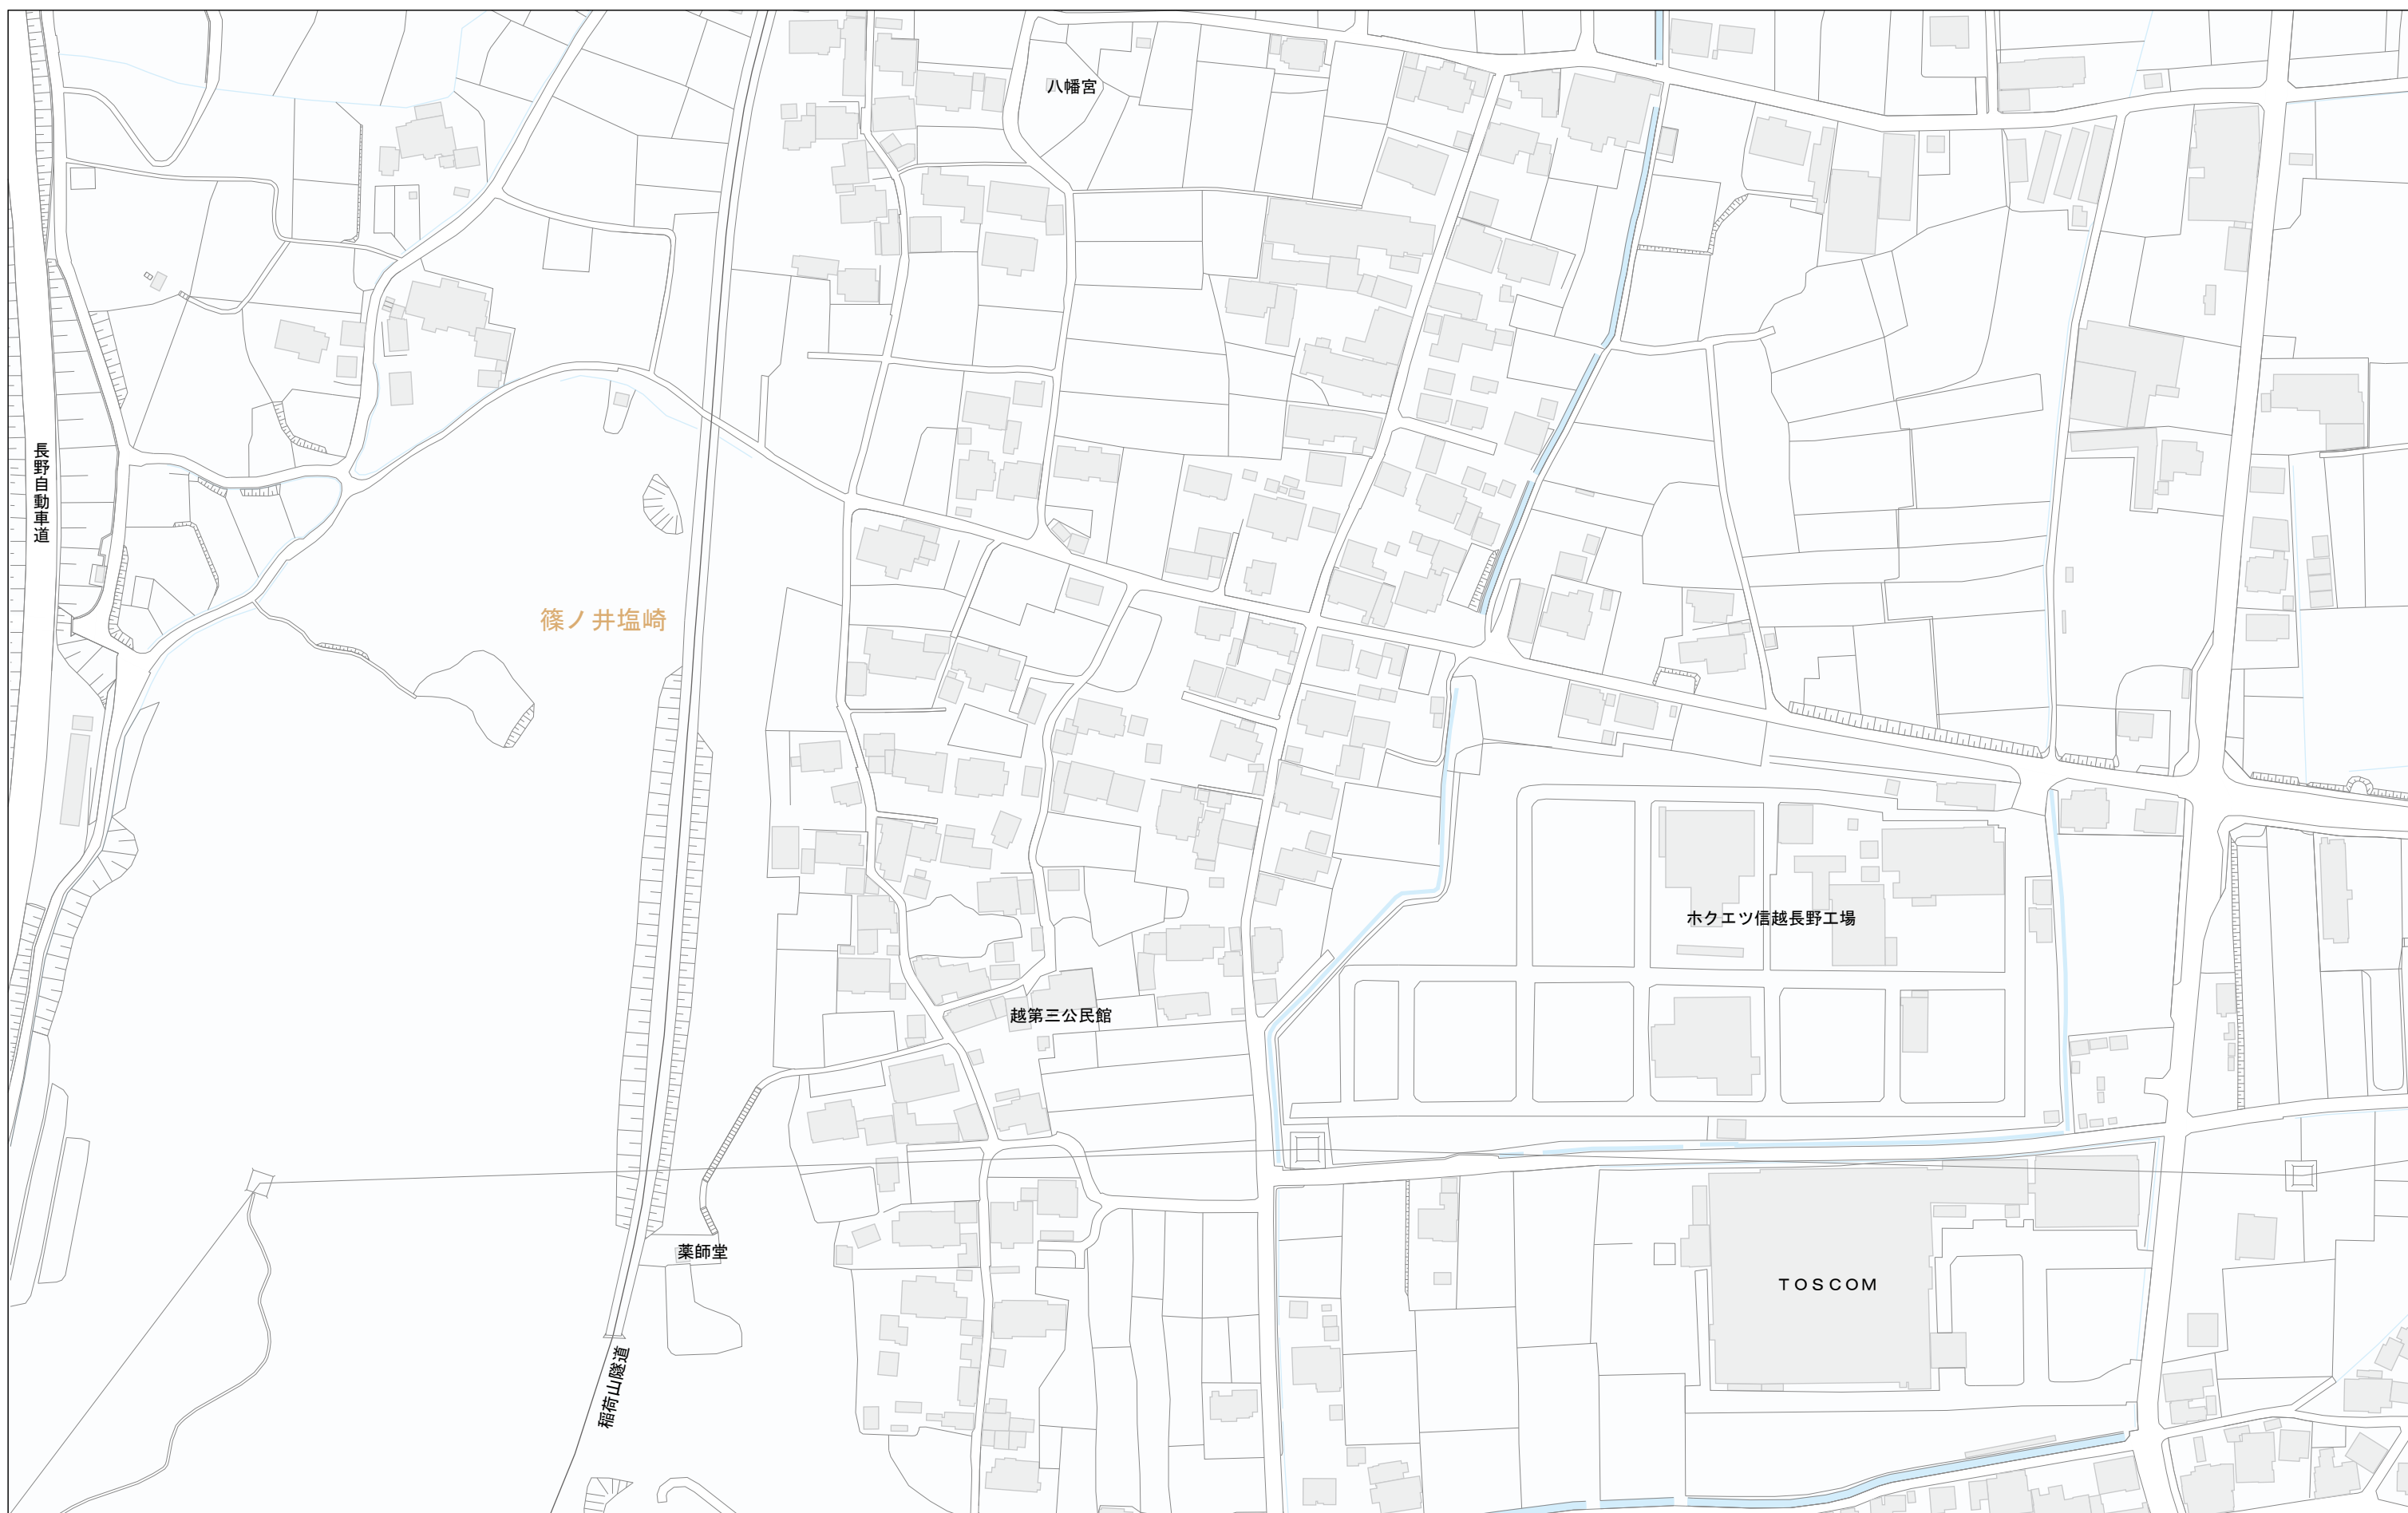 八幡宮
長野自動車道
篠ノ井塩崎
ホクエツ信越長野工場
越第三公民館
薬師堂
ＴＯＳＣＯＭ
稲荷山隧道